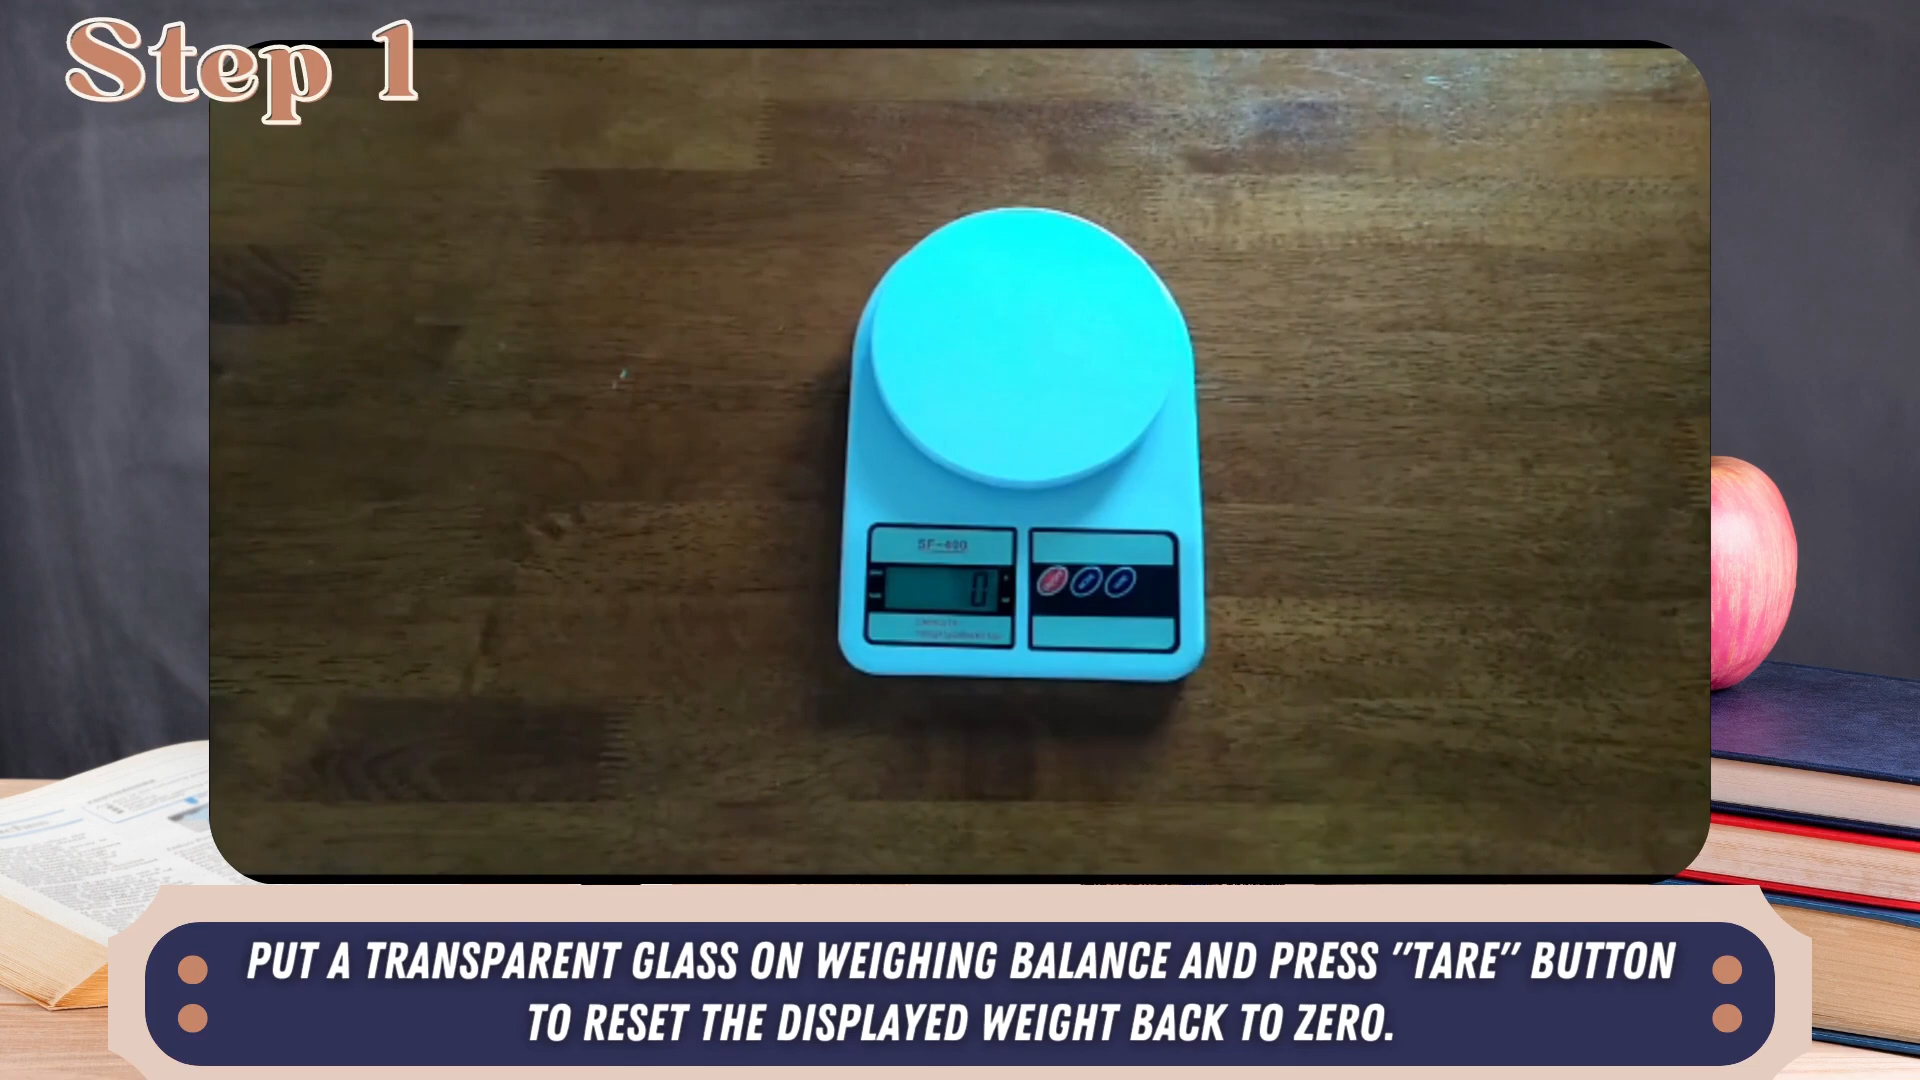 Step 1
SF-400
0
PUT A TRANSPARENT GLASS ON WEIGHING BALANCE AND PRESS "TARE" BUTTON
TO RESET THE DISPLAYED WEIGHT BACK TO ZERO.